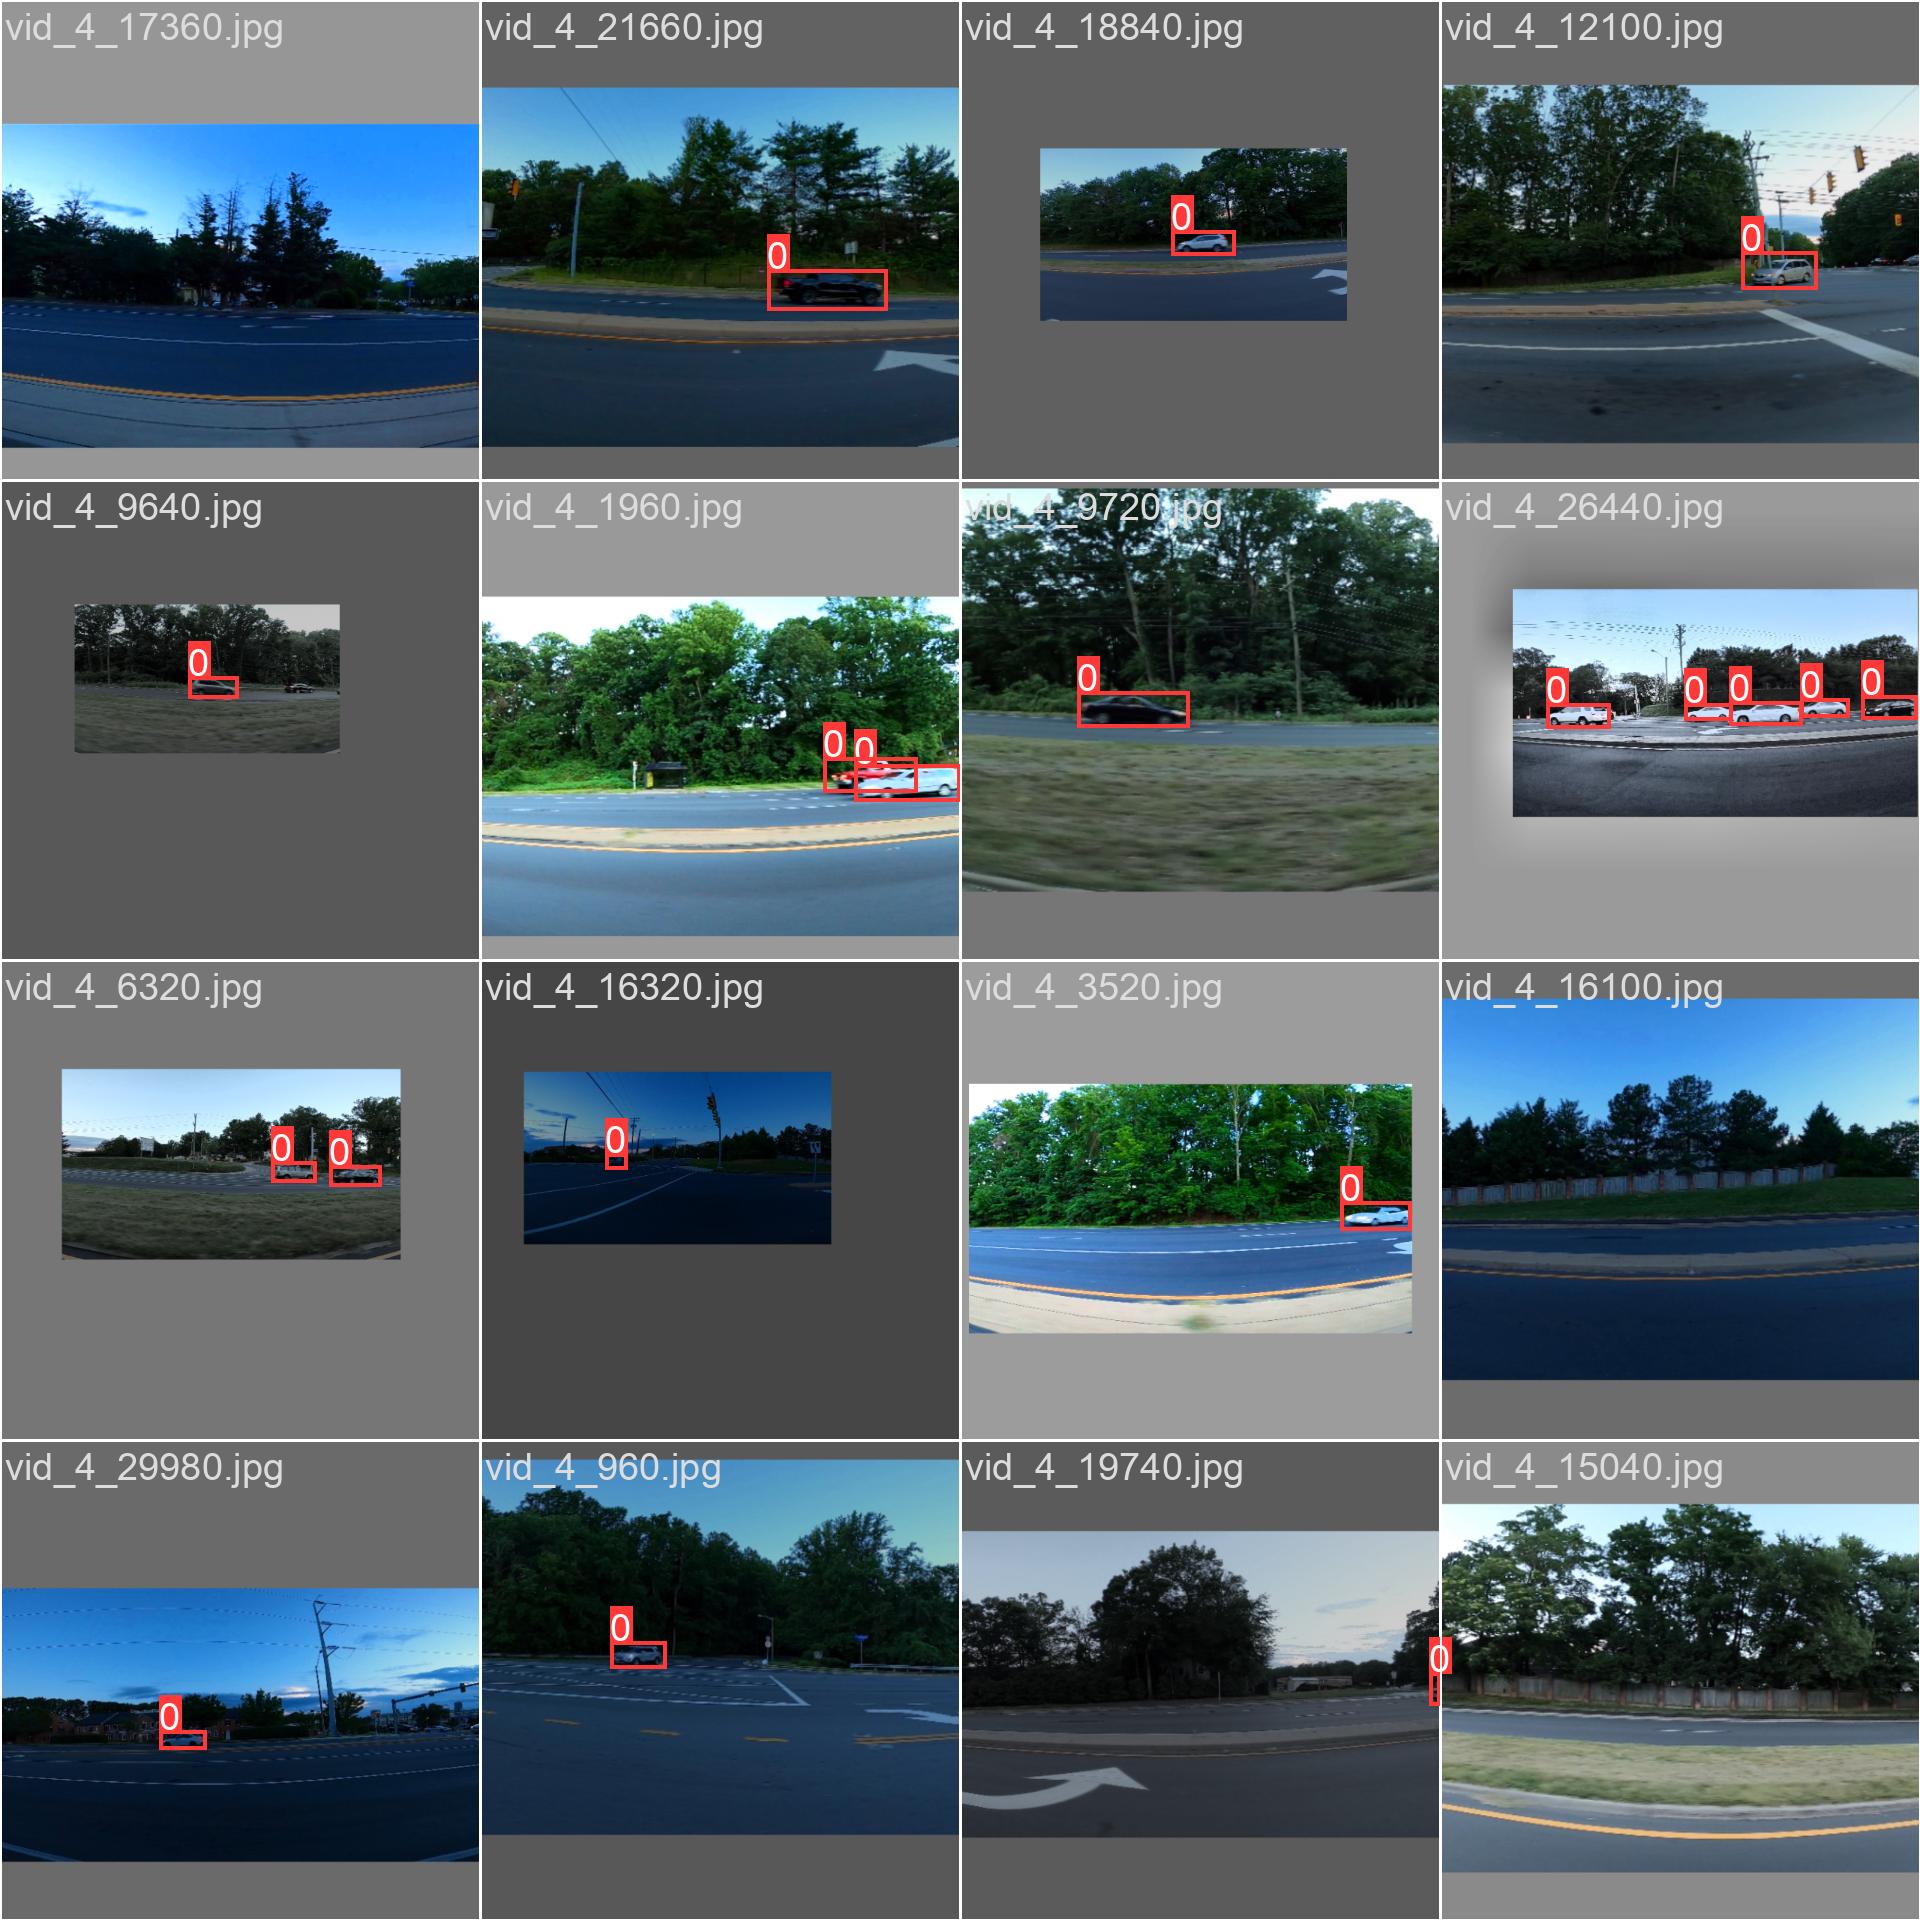 vid_4_17360.jpg
vid_4_21660.jpg
vid_4_18840.jpg
vid_4_12100.jpg
0
0
0
vid_4_9640.jpg
vid_4_1960.jpg
vid_4_9720.jpg
vid_4_26440.jpg
0
0
0
0
0
0
0
0
0
vid_4_6320.jpg
vid_4_16320.jpg
vid_4_3520.jpg
vid_4_16100.jpg
0
0
0
0
vid_4_29980.jpg
vid_4_960.jpg
vid_4_19740.jpg
vid_4_15040.jpg
0
0
0